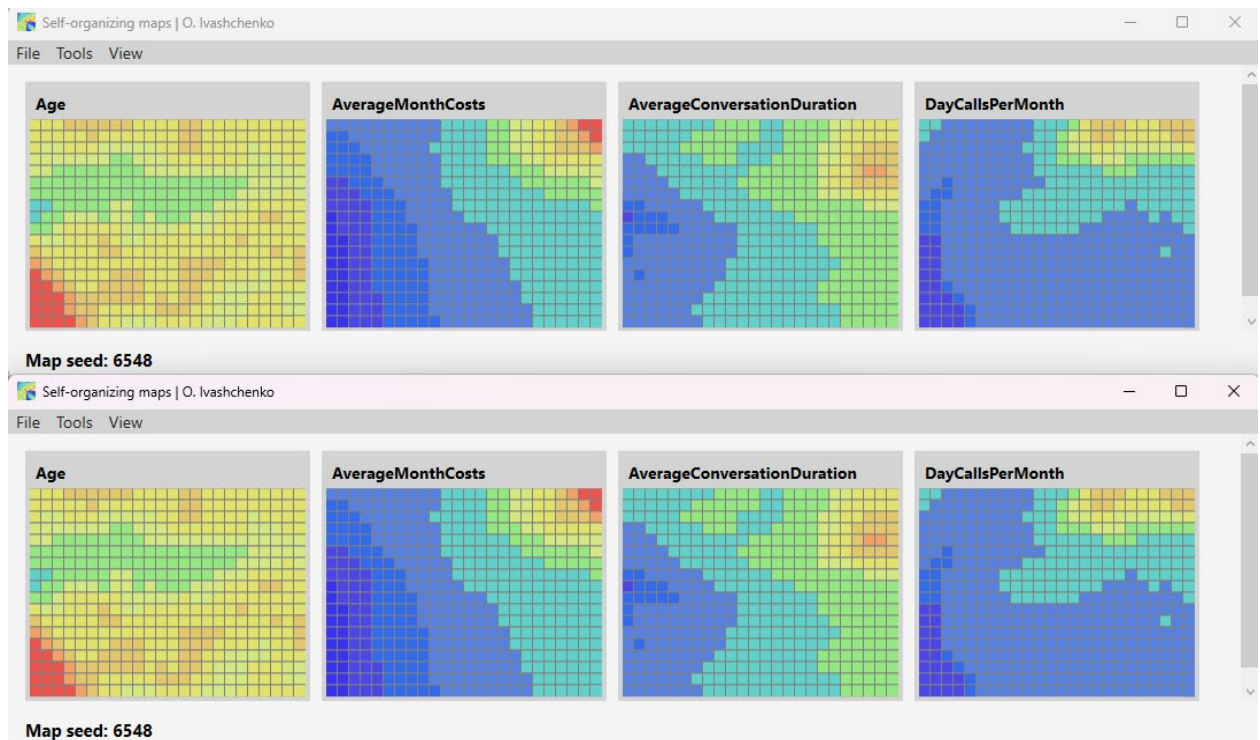 Self-organizing maps | O. Ivashchenko
File Tools View
Age AverageMonthCosts AverageConversationDuration DayCallsPerMonth
Map seed: 6548
Self-organizing maps | O. Ivashchenko
File Tools View
Age AverageMonthCosts AverageConversationDuration DayCallsPerMonth
Map seed: 6548